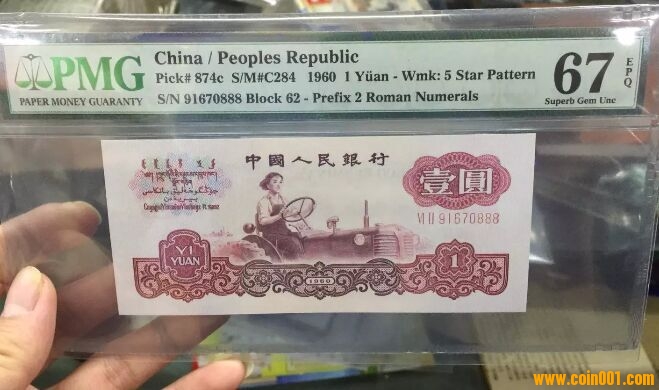 PMG
PAPER MONEY GUARANTY
China / Peoples Republic
Pick# 874c S/M#C284 1960 1 Yüan - Wmk: 5 Star Pattern
S/N 91670888 Block 62 - Prefix 2 Roman Numerals
67
EPQ
Superb Gem Unc
中國人民銀行
壹圓
VI II 91670888
YI
YUAN
1960
1
www.coin001.com